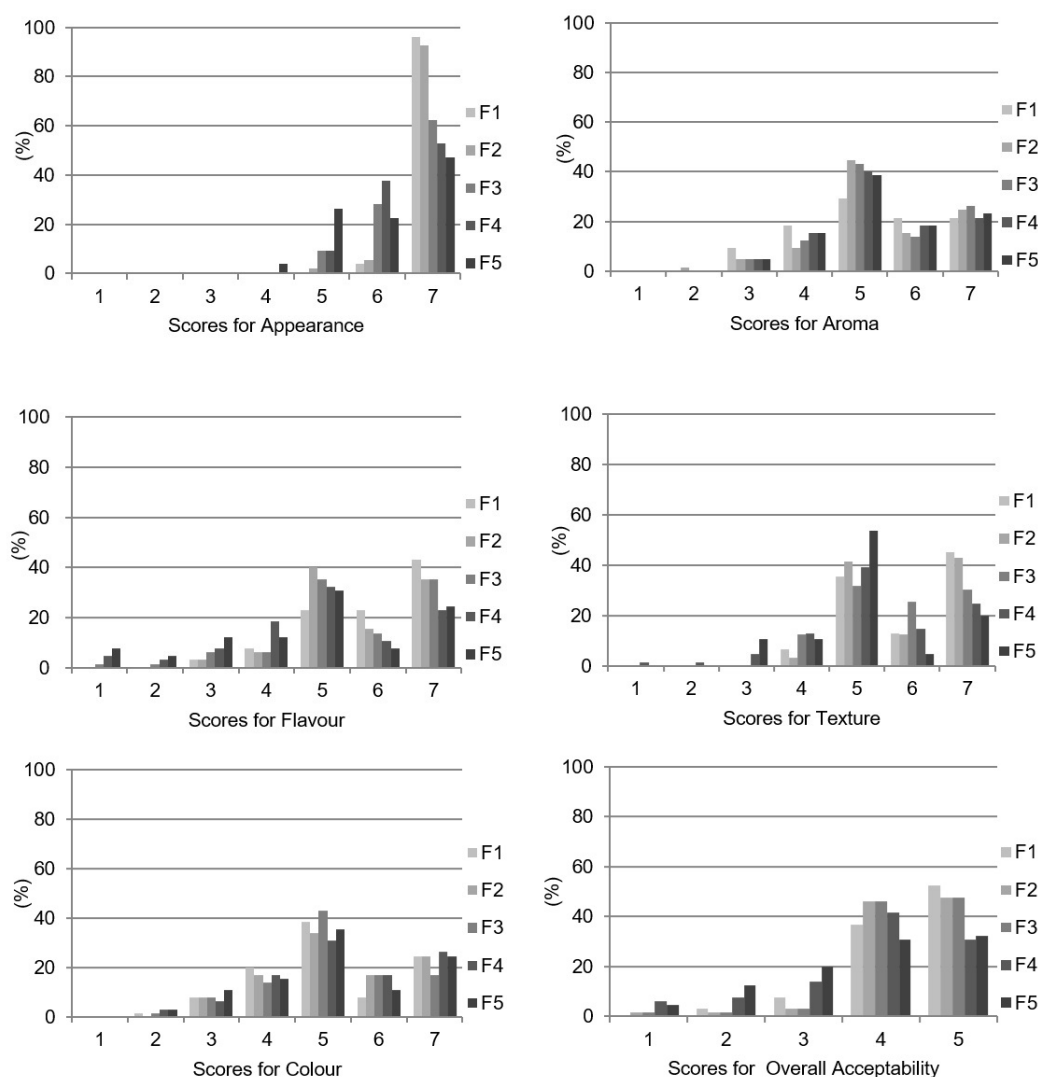 100
80
60
40
20
0
(%)
1 2 3 4 5 6 7
Scores for Appearance
F1
F2
F3
F4
F5
100
80
60
40
20
0
(%)
1 2 3 4 5 6 7
Scores for Aroma
F1
F2
F3
F4
F5
100
80
60
40
20
0
(%)
1 2 3 4 5 6 7
Scores for Flavour
F1
F2
F3
F4
F5
100
80
60
40
20
0
(%)
1 2 3 4 5 6 7
Scores for Texture
F1
F2
F3
F4
F5
100
80
60
40
20
0
(%)
1 2 3 4 5 6 7
Scores for Colour
F1
F2
F3
F4
F5
100
80
60
40
20
0
(%)
1 2 3 4 5
Scores for Overall Acceptability
F1
F2
F3
F4
F5